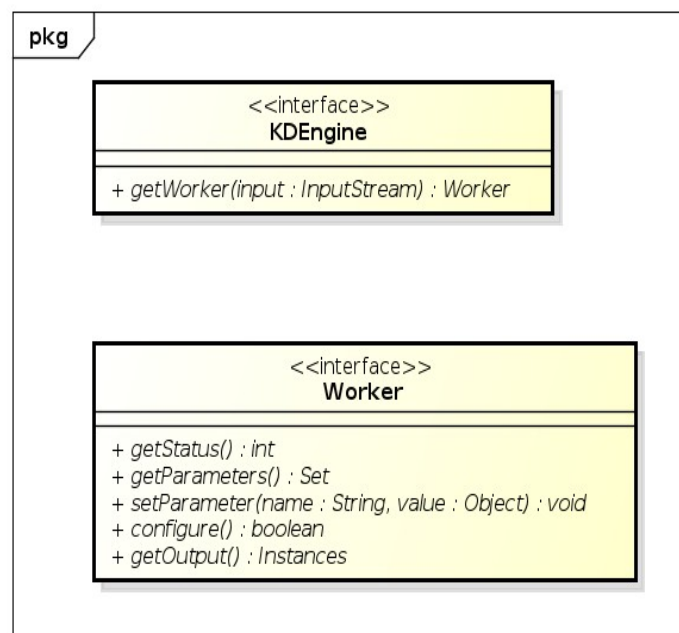 pkg
<<interface>>
KDEngine
+ getWorker(input : InputStream) : Worker
<<interface>>
Worker
+ getStatus() : int
+ getParameters() : Set
+ setParameter(name : String, value : Object) : void
+ configure() : boolean
+ getOutput() : Instances